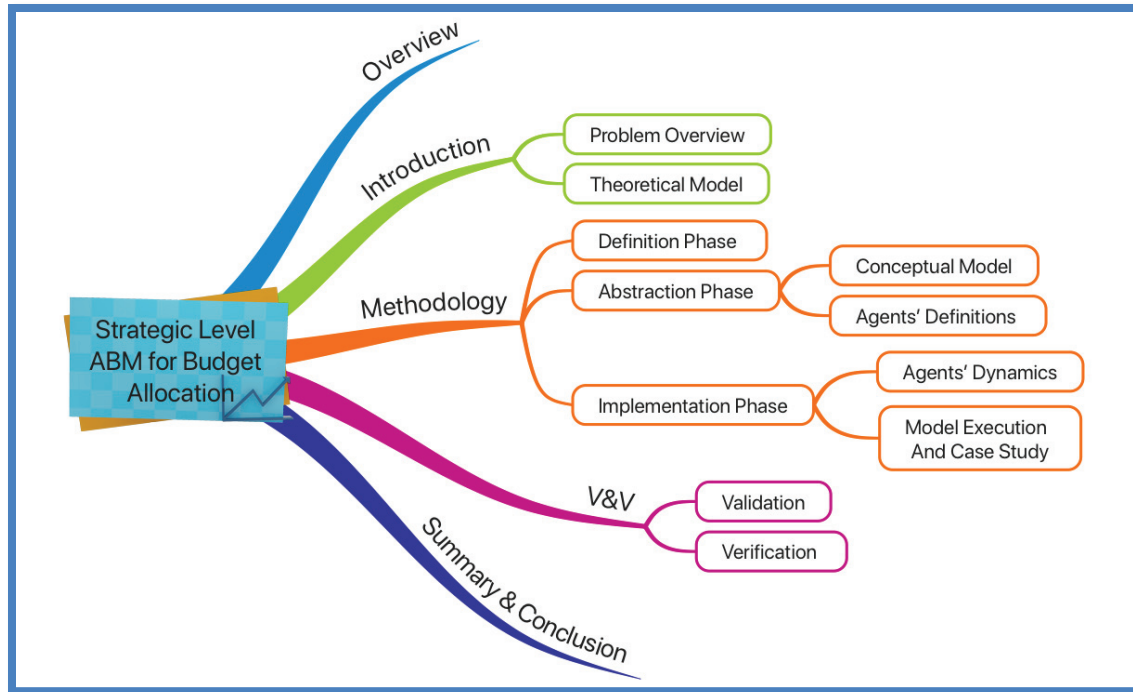 Overview
Introduction
Problem Overview
Theoretical Model
Strategic Level
ABM for Budget
Allocation
Methodology
Definition Phase
Abstraction Phase
Conceptual Model
Agents' Definitions
Implementation Phase
Agents' Dynamics
Model Execution
And Case Study
V&V
Validation
Verification
Summary & Conclusion